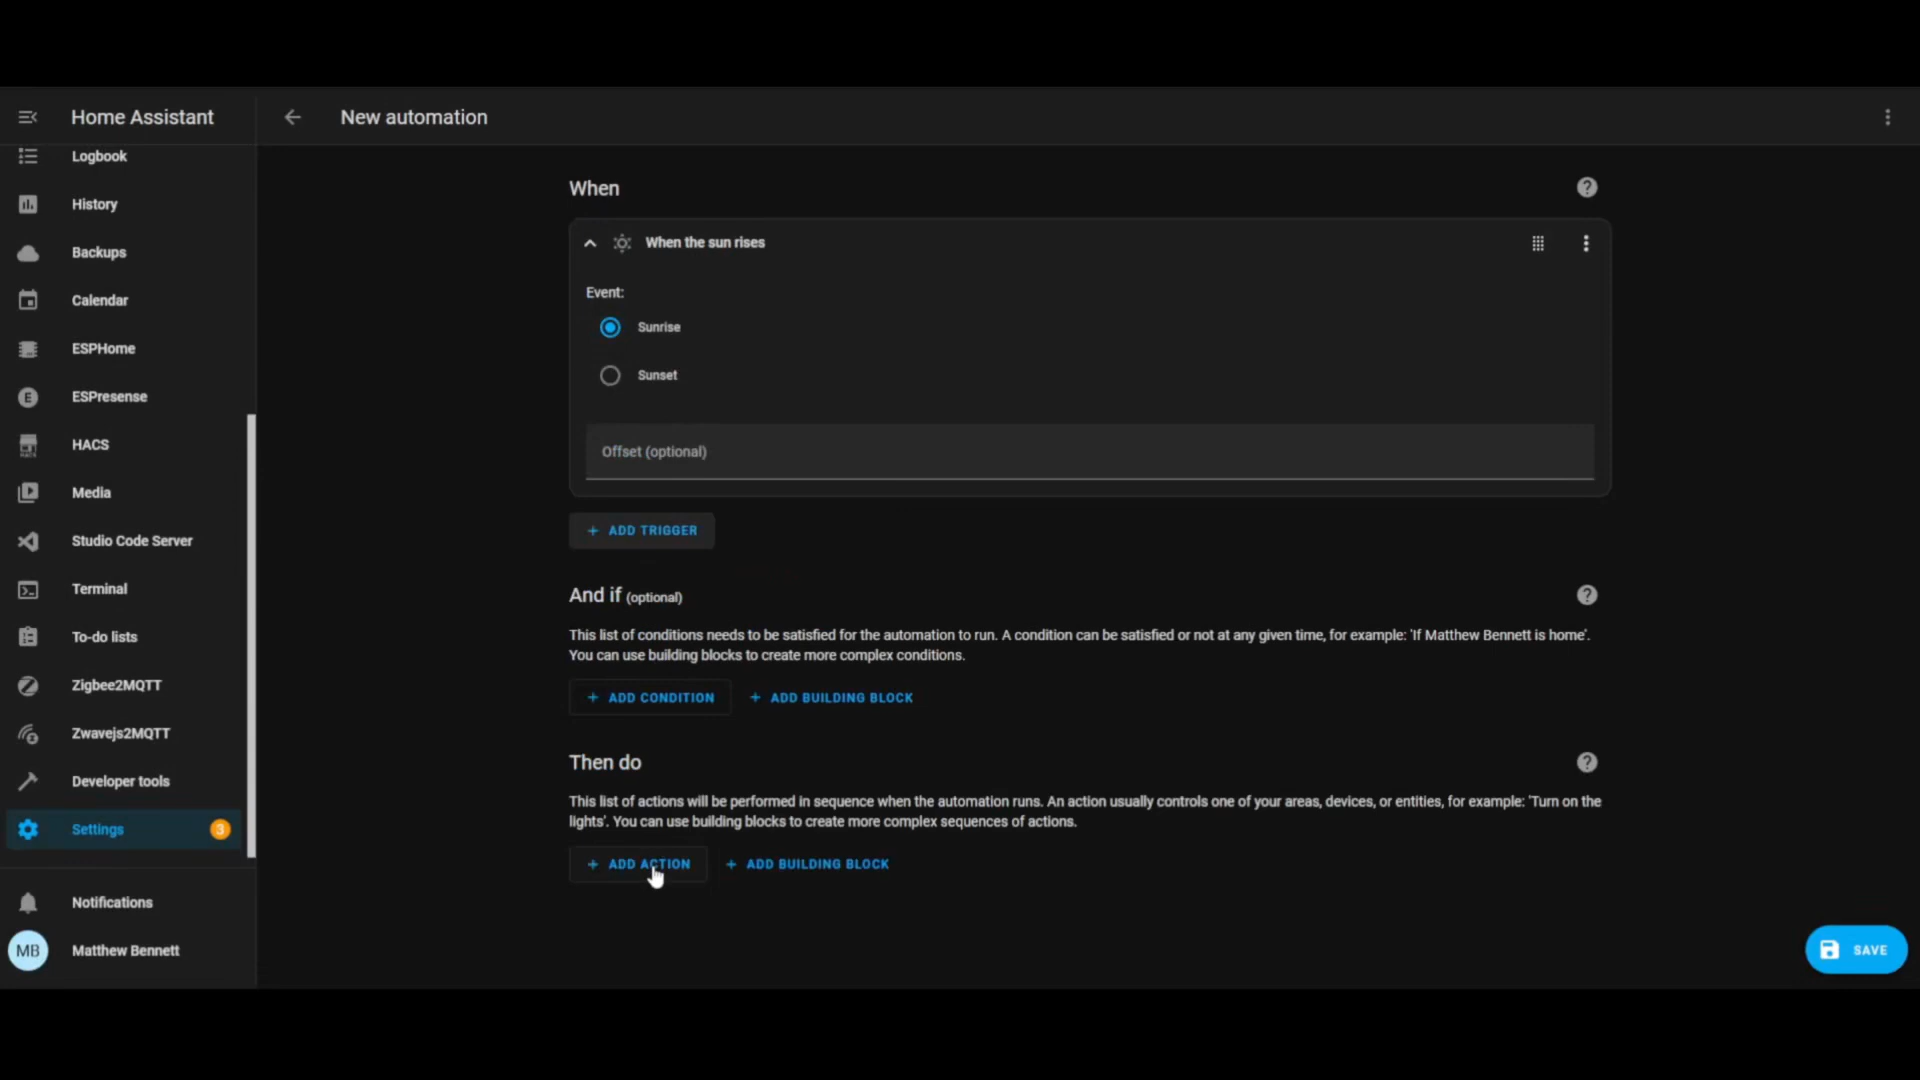 Home Assistant
New automation
Logbook
History
Backups
Calendar
ESPHome
E
ESPresense
HACS
Media
Studio Code Server
Terminal
To-do lists
Zigbee2MQTT
Zwavejs2MQTT
Developer tools
Settings
3
Notifications
MB
Matthew Bennett
When
When the sun rises
Event:
Sunrise
Sunset
Offset (optional)
+ ADD TRIGGER
And if (optional)
This list of conditions needs to be satisfied for the automation to run. A condition can be satisfied or not at any given time, for example: 'If Matthew Bennett is home'.
You can use building blocks to create more complex conditions.
+ ADD CONDITION
+ ADD BUILDING BLOCK
Then do
This list of actions will be performed in sequence when the automation runs. An action usually controls one of your areas, devices, or entities, for example: 'Turn on the
lights'. You can use building blocks to create more complex sequences of actions.
+ ADD ACTION
+ ADD BUILDING BLOCK
SAVE